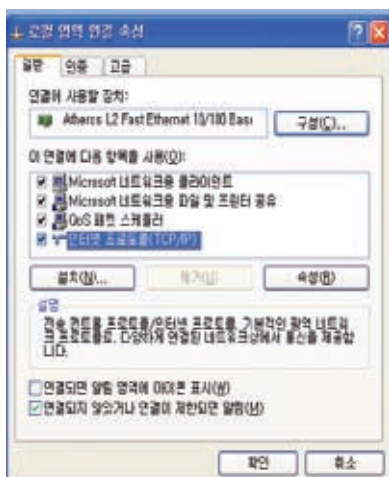 로컬 영역 연결 속성
일반 인증 고급
연결에 사용할 장치:
Atheros L2 Fast Ethernet 10/100 Base
구성(C)...
이 연결에 다음 항목을 사용(O):
Microsoft 네트워크용 클라이언트
Microsoft 네트워크용 파일 및 프린터 공유
QoS 패킷 스케줄러
인터넷 프로토콜(TCP/IP)
설치(N)... 제거(U) 속성(R)
설명
전송 컨트롤 프로토콜/인터넷 프로토콜. 기본적인 광역 네트워
크 프로토콜로, 다양하게 연결된 네트워크상에서 통신을 제공합
니다.
연결되면 알림 영역에 아이콘 표시(W)
연결되지 않았거나 연결이 제한되면 알림(M)
확인 취소